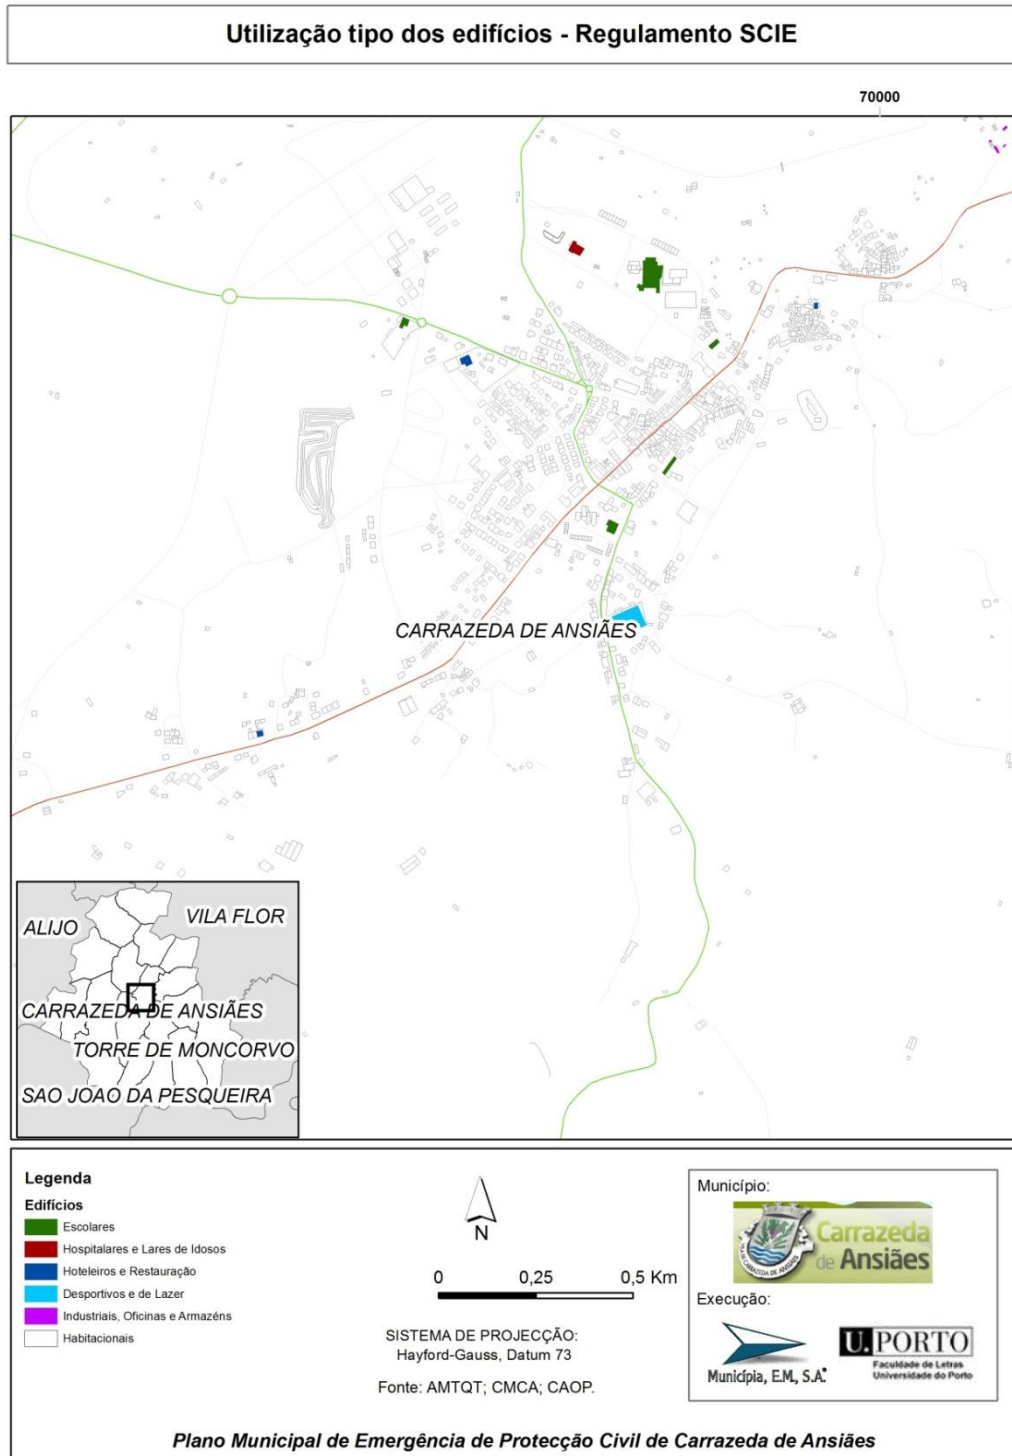 Utilização tipo dos edifícios - Regulamento SCIE
70000
CARRAZEDA DE ANSIÃES
ALIJO
VILA FLOR
CARRAZEDA DE ANSIÃES
TORRE DE MONCORVO
SAO JOAO DA PESQUEIRA
Legenda
Edifícios
Escolares
Hospitalares e Lares de Idosos
Hoteleiros e Restauração
Desportivos e de Lazer
Industriais, Oficinas e Armazéns
Habitacionais
N
0 0,25 0,5 Km
SISTEMA DE PROJECÇÃO:
Hayford-Gauss, Datum 73
Fonte: AMTQT; CMCA; CAOP.
Município:
Carrazeda
de Ansiães
Execução:
Municípia, E.M., S.A.
U. PORTO
Faculdade de Letras
Universidade do Porto
Plano Municipal de Emergência de Protecção Civil de Carrazeda de Ansiães